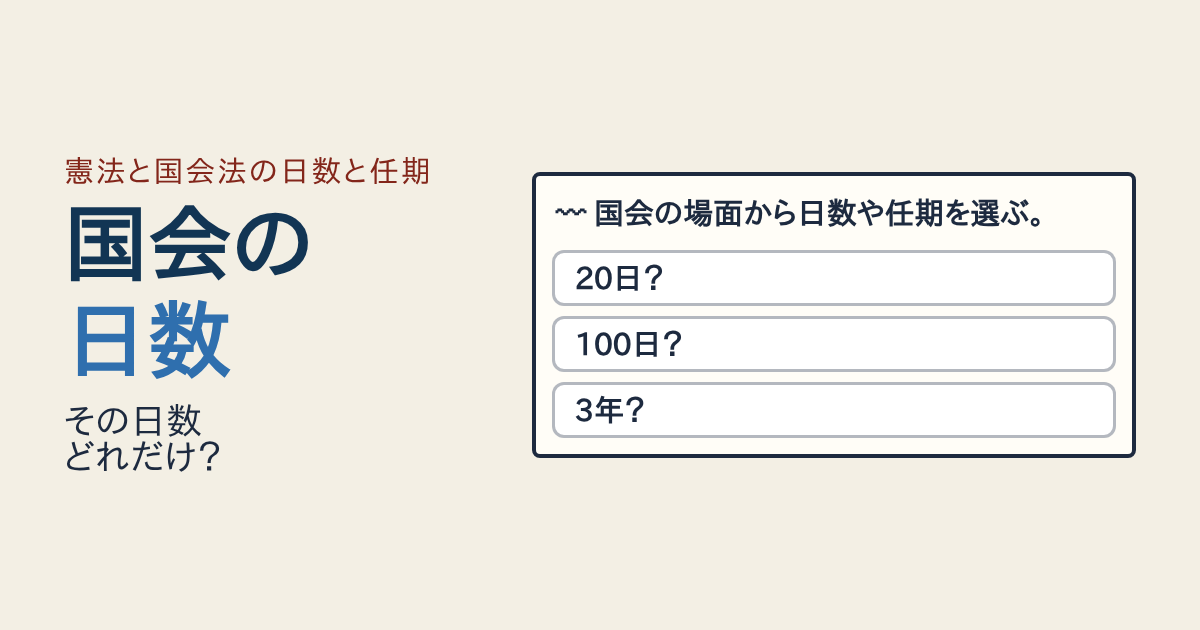 憲法と国会法の日数と任期
国会の
日数
その日数
どれだけ?
〰 国会の場面から日数や任期を選ぶ。
20日?
100日?
3年?